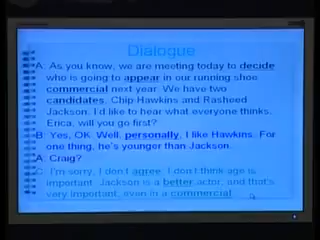 Dialogue
A: As you know, we are meeting today to decide
who is going to appear in our running shoe
commercial next year. We have two
candidates, Chip Hawkins and Rasheed
Jackson. I'd like to hear what everyone thinks.
Erica, will you go first?
B: Yes, OK. Well, personally, I like Hawkins. For
one thing, he's younger than Jackson.
A: Craig?
C: I'm sorry, I don't agree. I don't think age is
important. Jackson is a better actor, and that's
very important, even in a commercial.